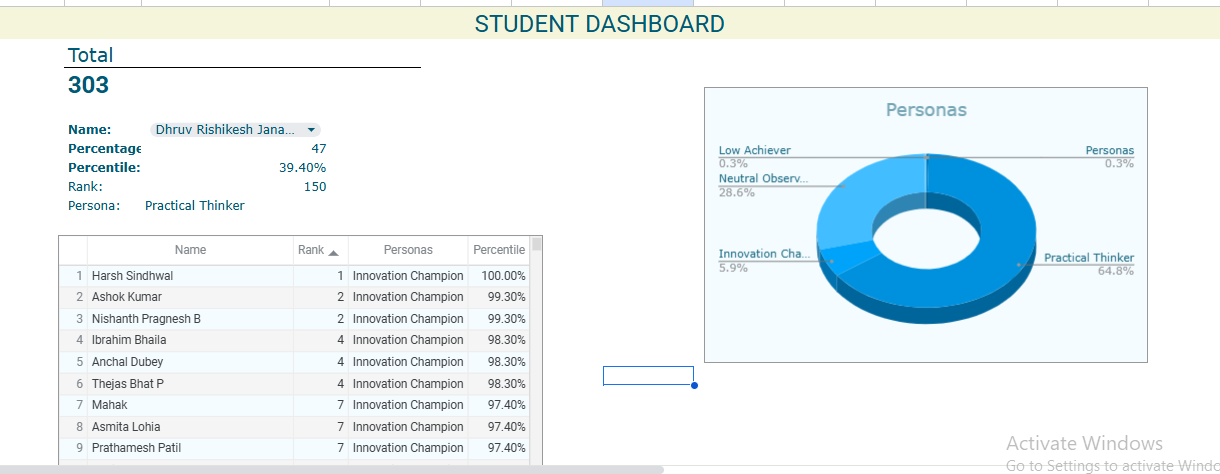 STUDENT DASHBOARD
Total
303
Name: Dhruv Rishikesh Jana...
Percentage 47
Percentile: 39.40%
Rank: 150
Persona: Practical Thinker
Name Rank Personas Percentile
1 Harsh Sindhwal 1 Innovation Champion 100.00%
2 Ashok Kumar 2 Innovation Champion 99.30%
3 Nishanth Pragnesh B 2 Innovation Champion 99.30%
4 Ibrahim Bhaila 4 Innovation Champion 98.30%
5 Anchal Dubey 4 Innovation Champion 98.30%
6 Thejas Bhat P 4 Innovation Champion 98.30%
7 Mahak 7 Innovation Champion 97.40%
8 Asmita Lohia 7 Innovation Champion 97.40%
9 Prathamesh Patil 7 Innovation Champion 97.40%
Personas
Low Achiever
0.3%
Neutral Observ...
28.6%
Innovation Cha...
5.9%
Personas
0.3%
Practical Thinker
64.8%
Activate Windows
Go to Settings to activate Windo